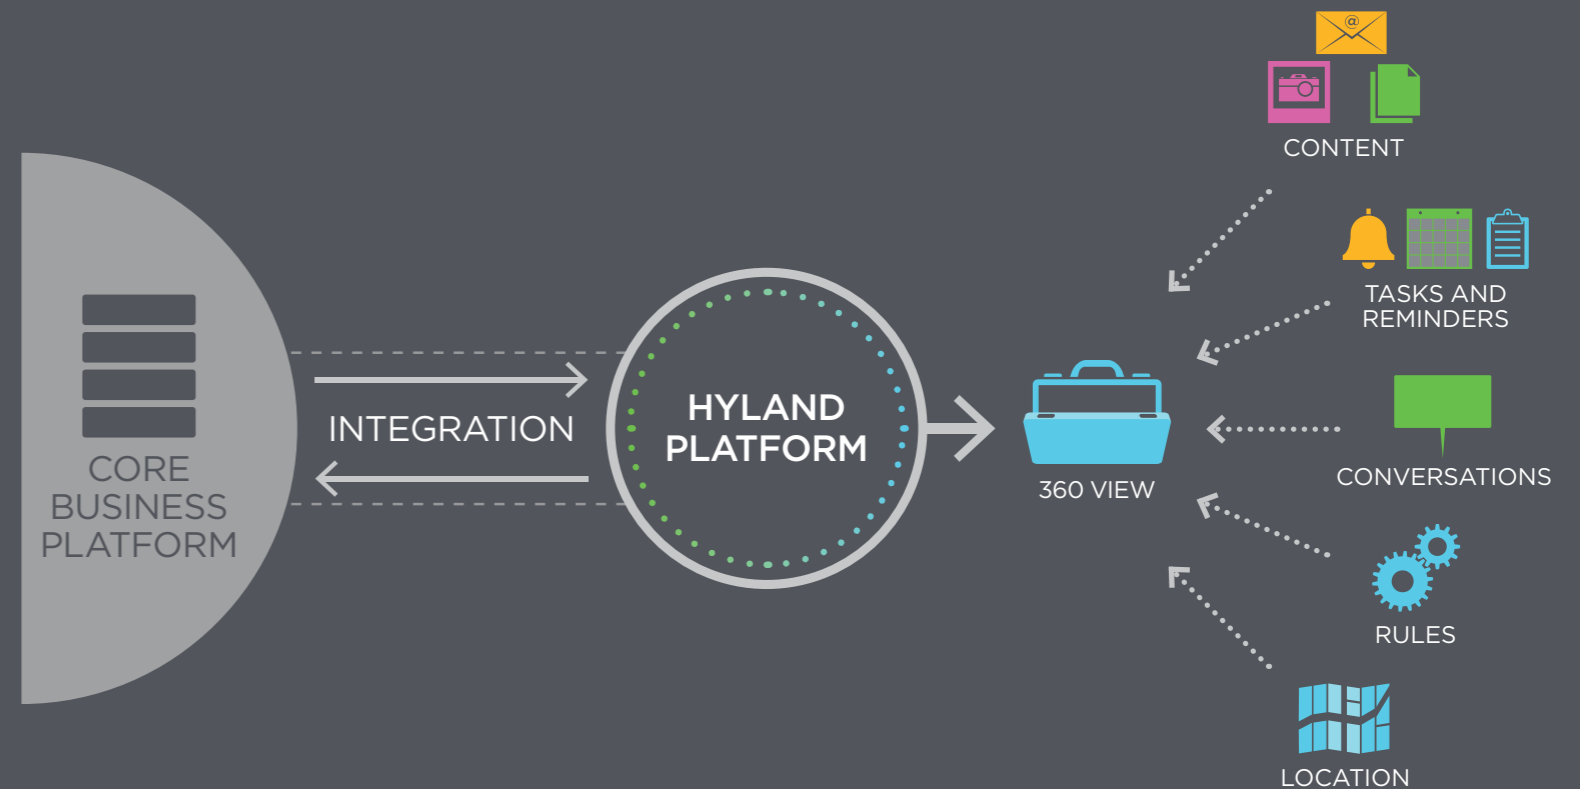 CORE
BUSINESS
PLATFORM
INTEGRATION
HYLAND
PLATFORM
360 VIEW
@
CONTENT
TASKS AND
REMINDERS
CONVERSATIONS
RULES
LOCATION